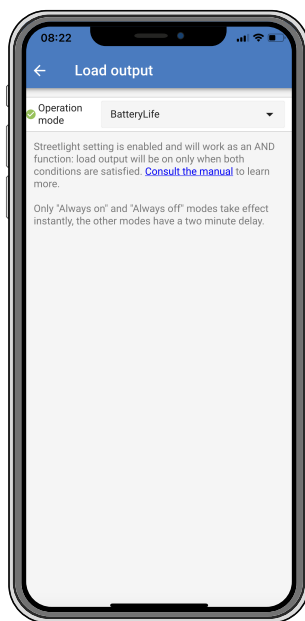 08:22
Load output
Operation
mode
BatteryLife
Streetlight setting is enabled and will work as an AND
function: load output will be on only when both
conditions are satisfied. Consult the manual to learn
more.
Only "Always on" and "Always off" modes take effect
instantly, the other modes have a two minute delay.